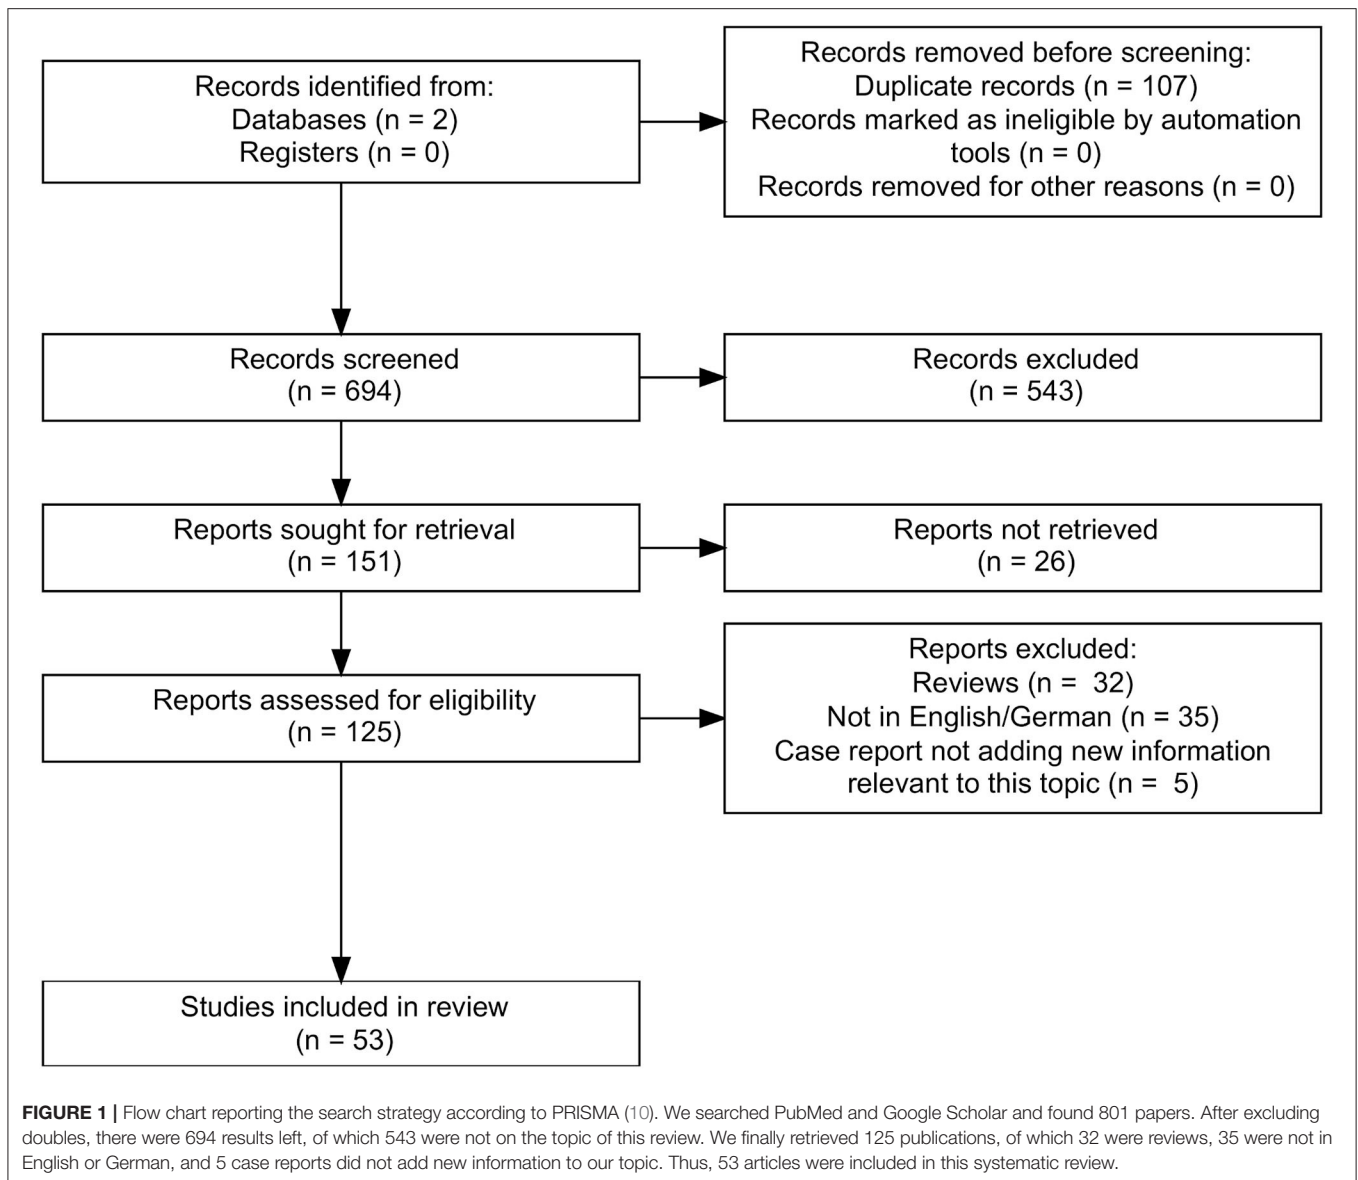 Records identified from:
Databases (n = 2)
Registers (n = 0)
Records removed before screening:
Duplicate records (n = 107)
Records marked as ineligible by automation
tools (n = 0)
Records removed for other reasons (n = 0)
Records screened
(n = 694)
Records excluded
(n = 543)
Reports sought for retrieval
(n = 151)
Reports not retrieved
(n = 26)
Reports assessed for eligibility
(n = 125)
Reports excluded:
Reviews (n =  32)
Not in English/German (n = 35)
Case report not adding new information
relevant to this topic (n =  5)
Studies included in review
(n = 53)
FIGURE 1 | Flow chart reporting the search strategy according to PRISMA (10). We searched PubMed and Google Scholar and found 801 papers. After excluding
doubles, there were 694 results left, of which 543 were not on the topic of this review. We finally retrieved 125 publications, of which 32 were reviews, 35 were not in
English or German, and 5 case reports did not add new information to our topic. Thus, 53 articles were included in this systematic review.